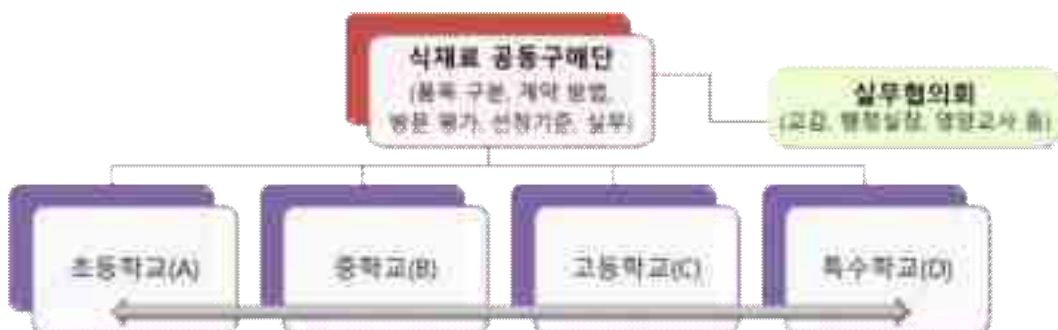 식재료 공동구매단
(품목 구분, 계약 방법,
방문 평가, 선정기준, 실무)
실무협의회
(교감, 행정실장, 영양교사 등)
초등학교(A)
중학교(B)
고등학교(C)
특수학교(D)